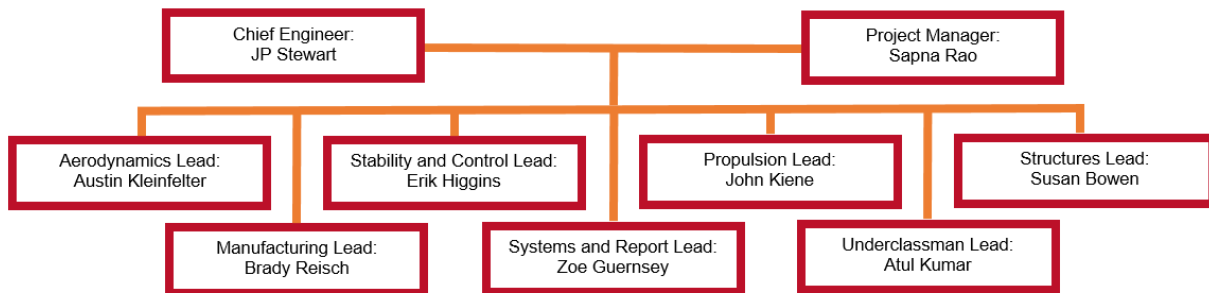 Chief Engineer:
JP Stewart
Project Manager:
Sapna Rao
Aerodynamics Lead:
Austin Kleinfelter
Stability and Control Lead:
Erik Higgins
Propulsion Lead:
John Kiene
Structures Lead:
Susan Bowen
Manufacturing Lead:
Brady Reisch
Systems and Report Lead:
Zoe Guernsey
Underclassman Lead:
Atul Kumar